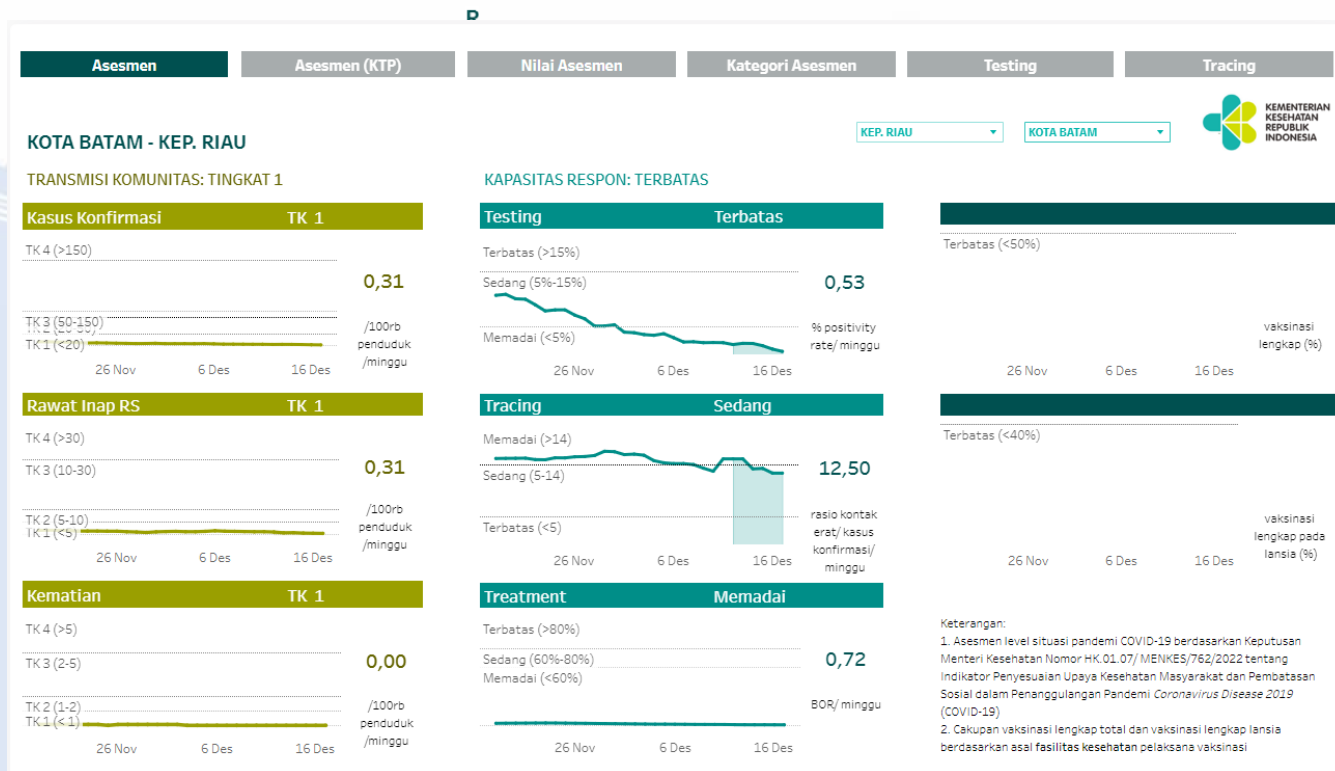 Asesmen
Asesmen (KTP)
Nilai Asesmen
Kategori Asesmen
Testing
Tracing
KEMENTERIAN
KESEHATAN
REPUBLIK
INDONESIA
KOTA BATAM - KEP. RIAU
KEP. RIAU
KOTA BATAM
TRANSMISI KOMUNITAS: TINGKAT 1
Kasus Konfirmasi TK 1
TK 4 (>150)
TK 3 (50-150)
TK 1 (<20)
0,31
/100rb
penduduk
/minggu
26 Nov 6 Des 16 Des
Rawat Inap RS TK 1
TK 4 (>30)
TK 3 (10-30)
TK 2 (5-10)
TK 1 (<5)
0,31
/100rb
penduduk
/minggu
26 Nov 6 Des 16 Des
Kematian TK 1
TK 4 (>5)
TK 3 (2-5)
TK 2 (1-2)
TK 1 (<1)
0,00
/100rb
penduduk
/minggu
26 Nov 6 Des 16 Des
KAPASITAS RESPON: TERBATAS
Testing Terbatas
Terbatas (>15%)
Sedang (5%-15%)
Memadai (<5%)
0,53
% positivity
rate/ minggu
26 Nov 6 Des 16 Des
Tracing Sedang
Memadai (>14)
Sedang (5-14)
Terbatas (<5)
12,50
rasio kontak
erat/ kasus
konfirmasi/
minggu
26 Nov 6 Des 16 Des
Treatment Memadai
Terbatas (>80%)
Sedang (60%-80%)
Memadai (<60%)
0,72
BOR/ minggu
26 Nov 6 Des 16 Des
Terbatas (<50%)
vaksinasi
lengkap (%)
26 Nov 6 Des 16 Des
Terbatas (<40%)
vaksinasi
lengkap pada
lansia (%)
26 Nov 6 Des 16 Des
Keterangan:
1. Asesmen level situasi pandemi COVID-19 berdasarkan Keputusan
Menteri Kesehatan Nomor HK.01.07/ MENKES/762/2022 tentang
Indikator Penyesuaian Upaya Kesehatan Masyarakat dan Pembatasan
Sosial dalam Penanggulangan Pandemi Coronavirus Disease 2019
(COVID-19)
2. Cakupan vaksinasi lengkap total dan vaksinasi lengkap lansia
berdasarkan asal fasilitas kesehatan pelaksana vaksinasi